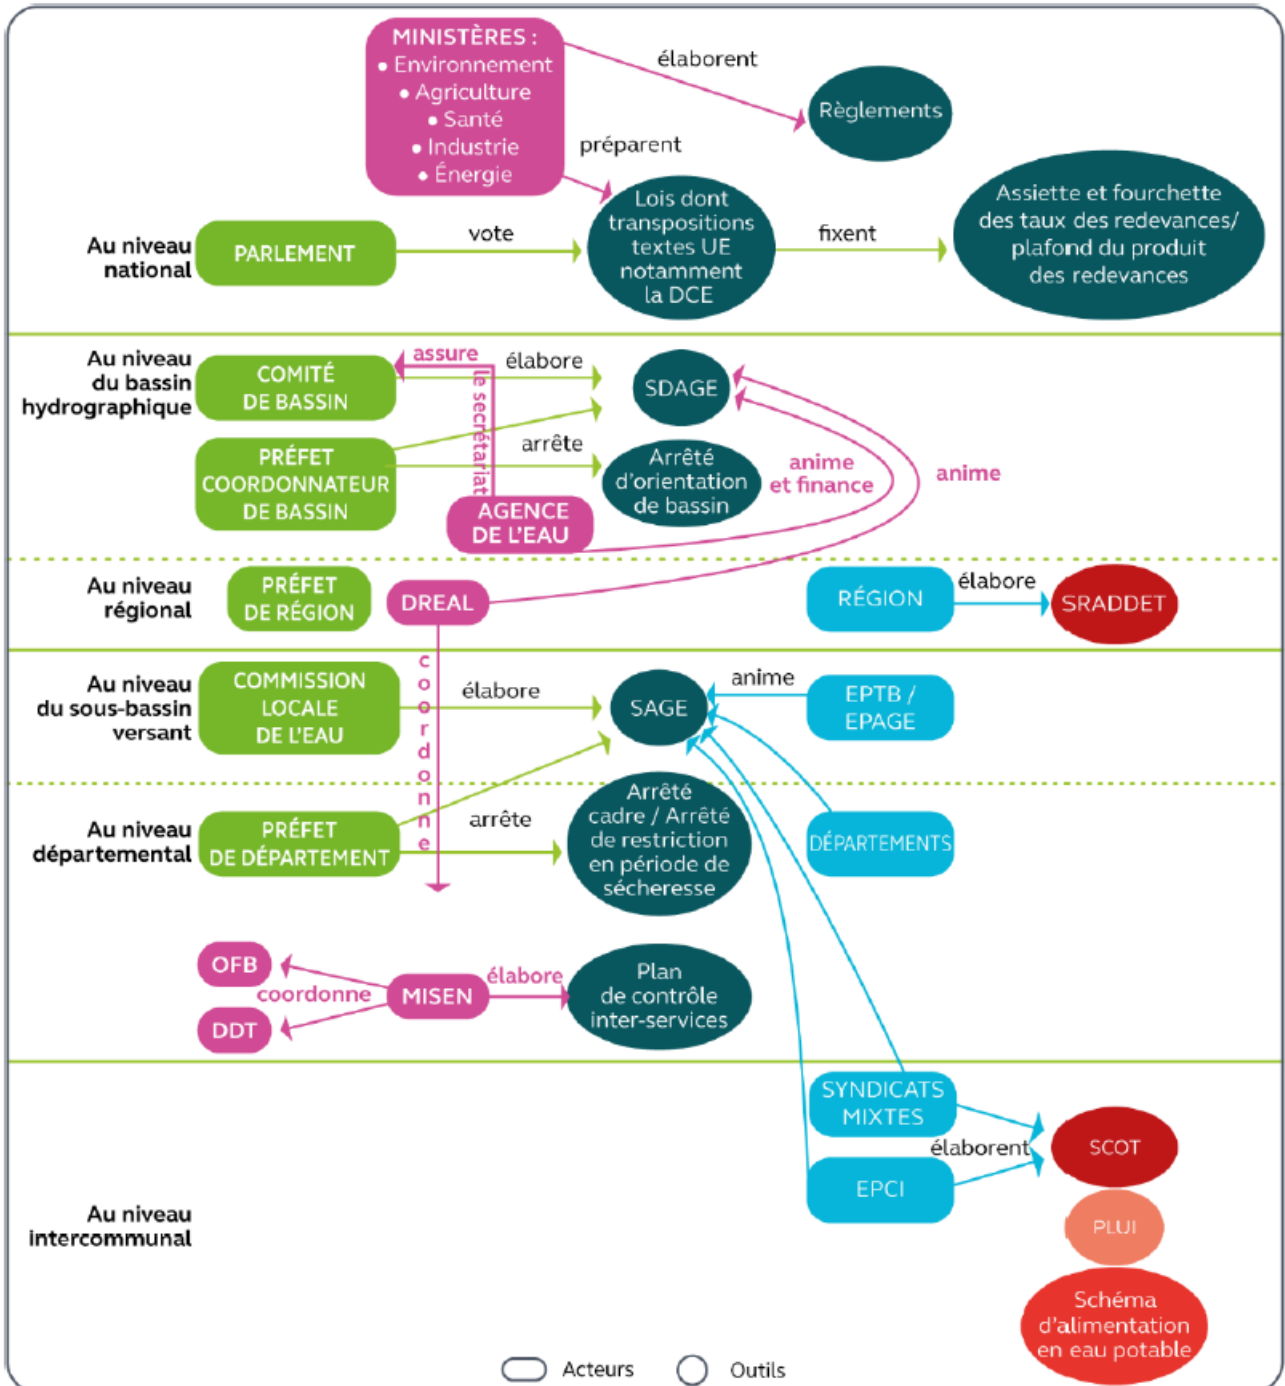 MINISTÈRES :
• Environnement
• Agriculture
• Santé
• Industrie
• Énergie
élaborent
Règlements
préparent
Au niveau
national
PARLEMENT
vote
Lois dont
transpositions
textes UE
notamment
la DCE
fixent
Assiette et fourchette
des taux des redevances/
plafond du produit
des redevances
Au niveau
du bassin
hydrographique
COMITÉ
DE BASSIN
assure
le secrétariat
élabore
SDAGE
PRÉFET
COORDONNATEUR
DE BASSIN
arrête
Arrêté
d'orientation
de bassin
AGENCE
DE L'EAU
anime
et finance
anime
Au niveau
régional
PRÉFET
DE RÉGION
DREAL
RÉGION
élabore
SRADDET
coordonne
Au niveau
du sous-bassin
versant
COMMISSION
LOCALE
DE L'EAU
élabore
SAGE
anime
EPTB /
EPAGE
Au niveau
départemental
PRÉFET
DE DÉPARTEMENT
arrête
Arrêté
cadre / Arrêté
de restriction
en période de
sécheresse
DÉPARTEMENTS
OFB
DDT
coordonne
MISEN
élabore
Plan
de contrôle
inter-services
Au niveau
intercommunal
SYNDICATS
MIXTES
élaborent
EPCI
SCOT
PLUI
Schéma
d'alimentation
en eau potable
Acteurs
Outils